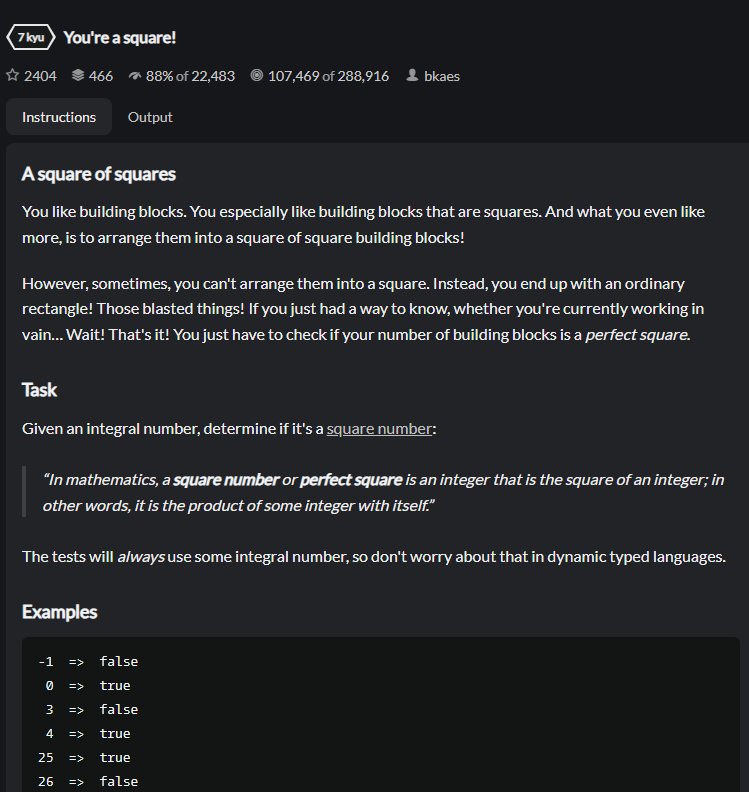 7 kyu You're a square!
2404 466 88% of 22,483 107,469 of 288,916 bkaes
Instructions Output
A square of squares
You like building blocks. You especially like building blocks that are squares. And what you even like
more, is to arrange them into a square of square building blocks!
However, sometimes, you can't arrange them into a square. Instead, you end up with an ordinary
rectangle! Those blasted things! If you just had a way to know, whether you're currently working in
vain… Wait! That's it! You just have to check if your number of building blocks is a perfect square.
Task
Given an integral number, determine if it's a square number:
“In mathematics, a square number or perfect square is an integer that is the square of an integer; in
other words, it is the product of some integer with itself.”
The tests will always use some integral number, so don't worry about that in dynamic typed languages.
Examples
-1 => false
0 => true
3 => false
4 => true
25 => true
26 => false